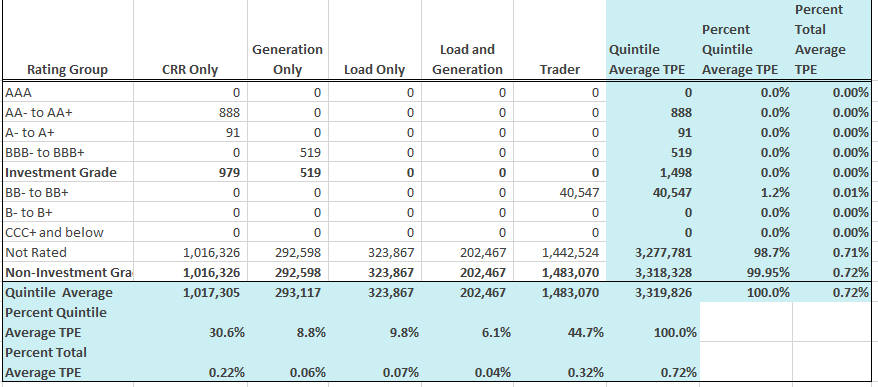 Rating Group CRR Only Generation Only Load Only Load and Generation Trader Quintile Average TPE Percent Quintile Average TPE Percent Total Average TPE
AAA 0 0 0 0 0 0 0.0% 0.00%
AA- to AA+ 888 0 0 0 0 888 0.0% 0.00%
A- to A+ 91 0 0 0 0 91 0.0% 0.00%
BBB- to BBB+ 0 519 0 0 0 519 0.0% 0.00%
Investment Grade 979 519 0 0 0 1,498 0.0% 0.00%
BB- to BB+ 0 0 0 0 40,547 40,547 1.2% 0.01%
B- to B+ 0 0 0 0 0 0 0.0% 0.00%
CCC+ and below 0 0 0 0 0 0 0.0% 0.00%
Not Rated 1,016,326 292,598 323,867 202,467 1,442,524 3,277,781 98.7% 0.71%
Non-Investment Gra 1,016,326 292,598 323,867 202,467 1,483,070 3,318,328 99.95% 0.72%
Quintile Average 1,017,305 293,117 323,867 202,467 1,483,070 3,319,826 100.0% 0.72%
Percent Quintile
Average TPE 30.6% 8.8% 9.8% 6.1% 44.7% 100.0%
Percent Total
Average TPE 0.22% 0.06% 0.07% 0.04% 0.32% 0.72%